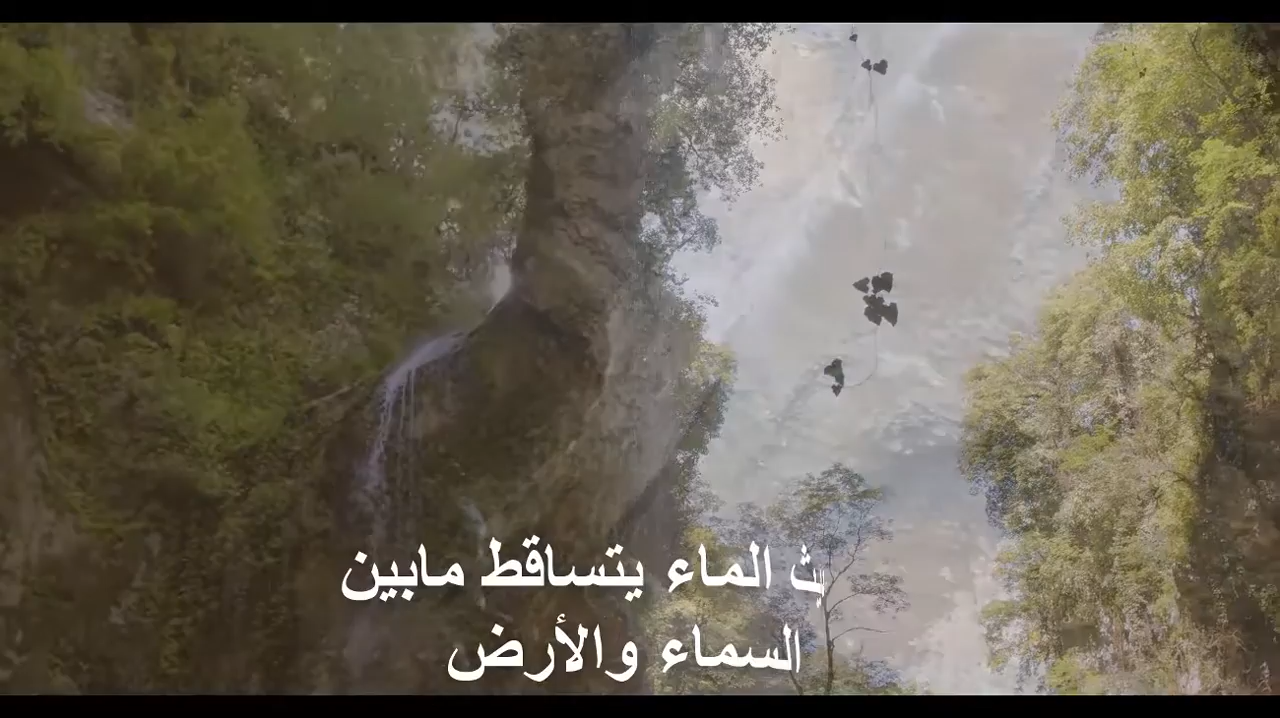 الماء يتساقط مابين
السماء والأرض